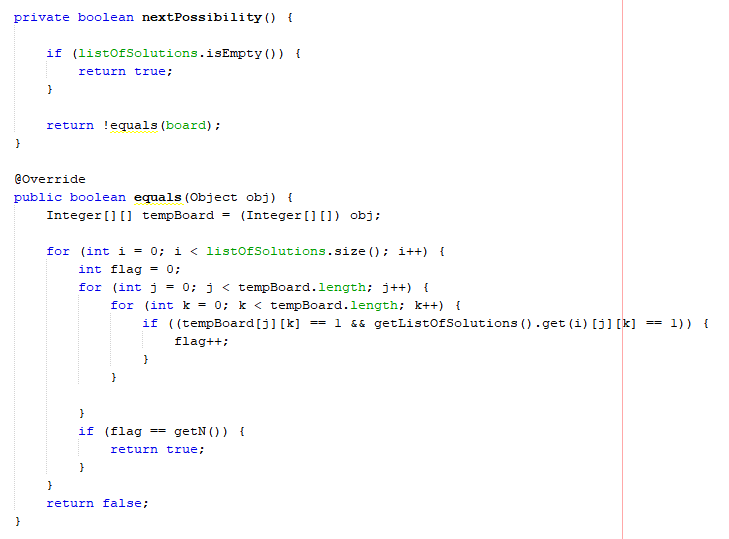 private boolean nextPossibility() {
if (listOfSolutions.isEmpty()) {
return true;
}
return !equals(board);
}
@Override
public boolean equals(Object obj) {
Integer[][] tempBoard = (Integer[][]) obj;
for (int i = 0; i < listOfSolutions.size(); i++) {
int flag = 0;
for (int j = 0; j < tempBoard.length; j++) {
for (int k = 0; k < tempBoard.length; k++) {
if ((tempBoard[j][k] == 1 && getListOfSolutions().get(i)[j][k] == 1)) {
flag++;
}
}
}
if (flag == getN()) {
return true;
}
}
return false;
}